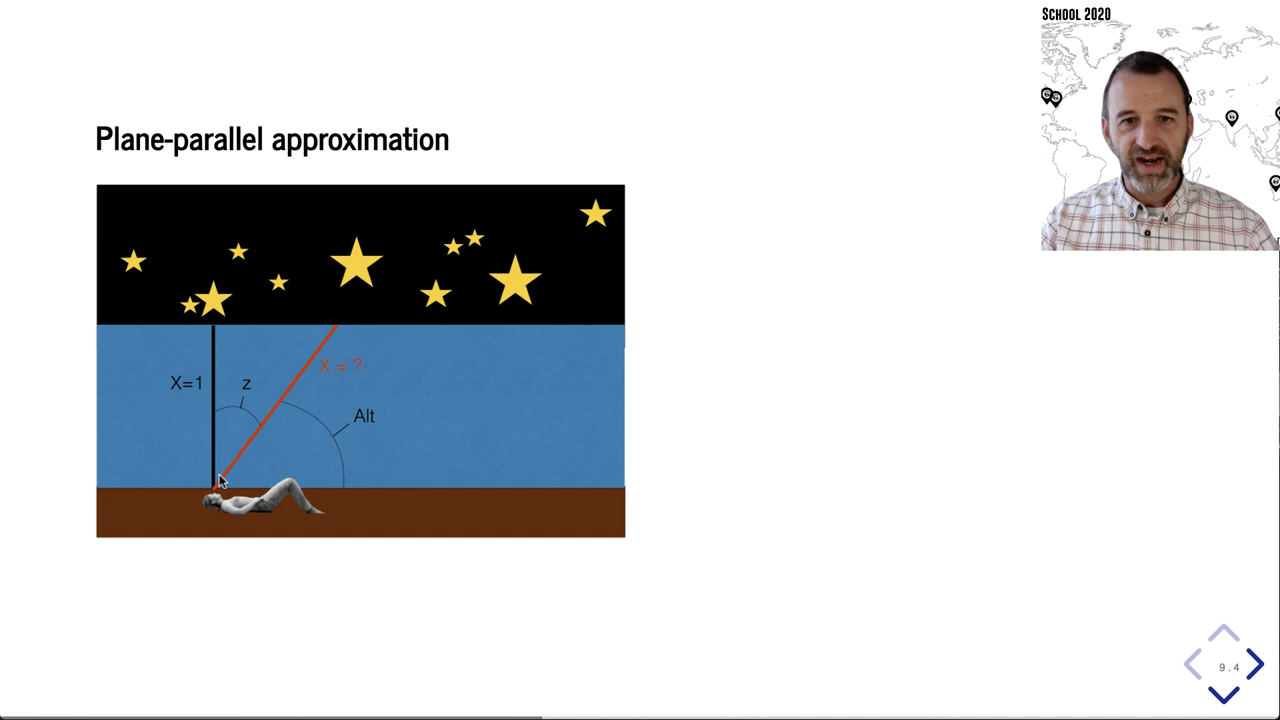 SCHOOL 2020
Plane-parallel approximation
X = ?
X=1
z
Alt
9.4